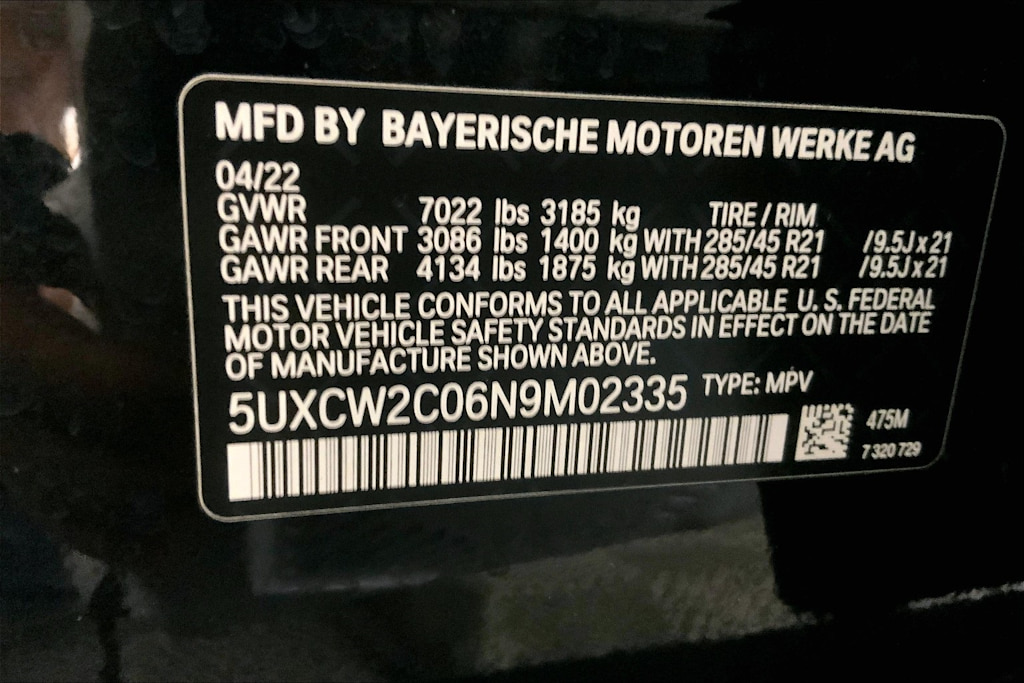 MFD BY BAYERISCHE MOTOREN WERKE AG
04/22
GVWR 7022 lbs 3185 kg TIRE / RIM
GAWR FRONT 3086 lbs 1400 kg WITH 285/45 R21 /9.5J x 21
GAWR REAR 4134 lbs 1875 kg WITH 285/45 R21 /9.5J x 21
THIS VEHICLE CONFORMS TO ALL APPLICABLE U. S. FEDERAL
MOTOR VEHICLE SAFETY STANDARDS IN EFFECT ON THE DATE
OF MANUFACTURE SHOWN ABOVE.
5UXCW2C06N9M02335 TYPE: MPV
475M
7 320 729